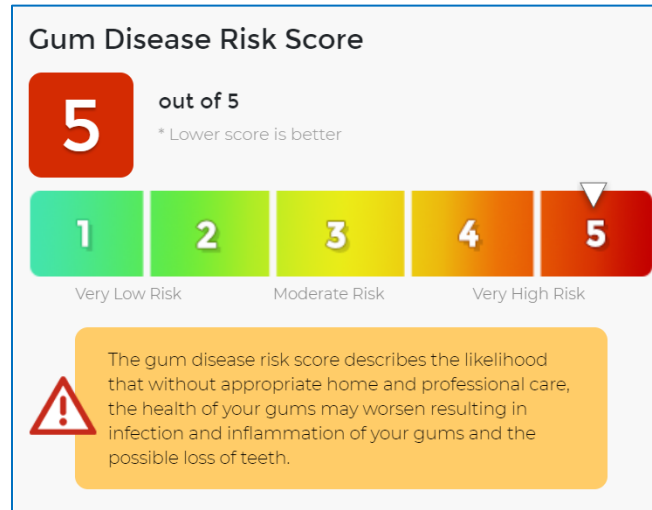 Gum Disease Risk Score
5
out of 5
* Lower score is better
1 2 3 4 5
Very Low Risk Moderate Risk Very High Risk
The gum disease risk score describes the likelihood
that without appropriate home and professional care,
the health of your gums may worsen resulting in
infection and inflammation of your gums and the
possible loss of teeth.